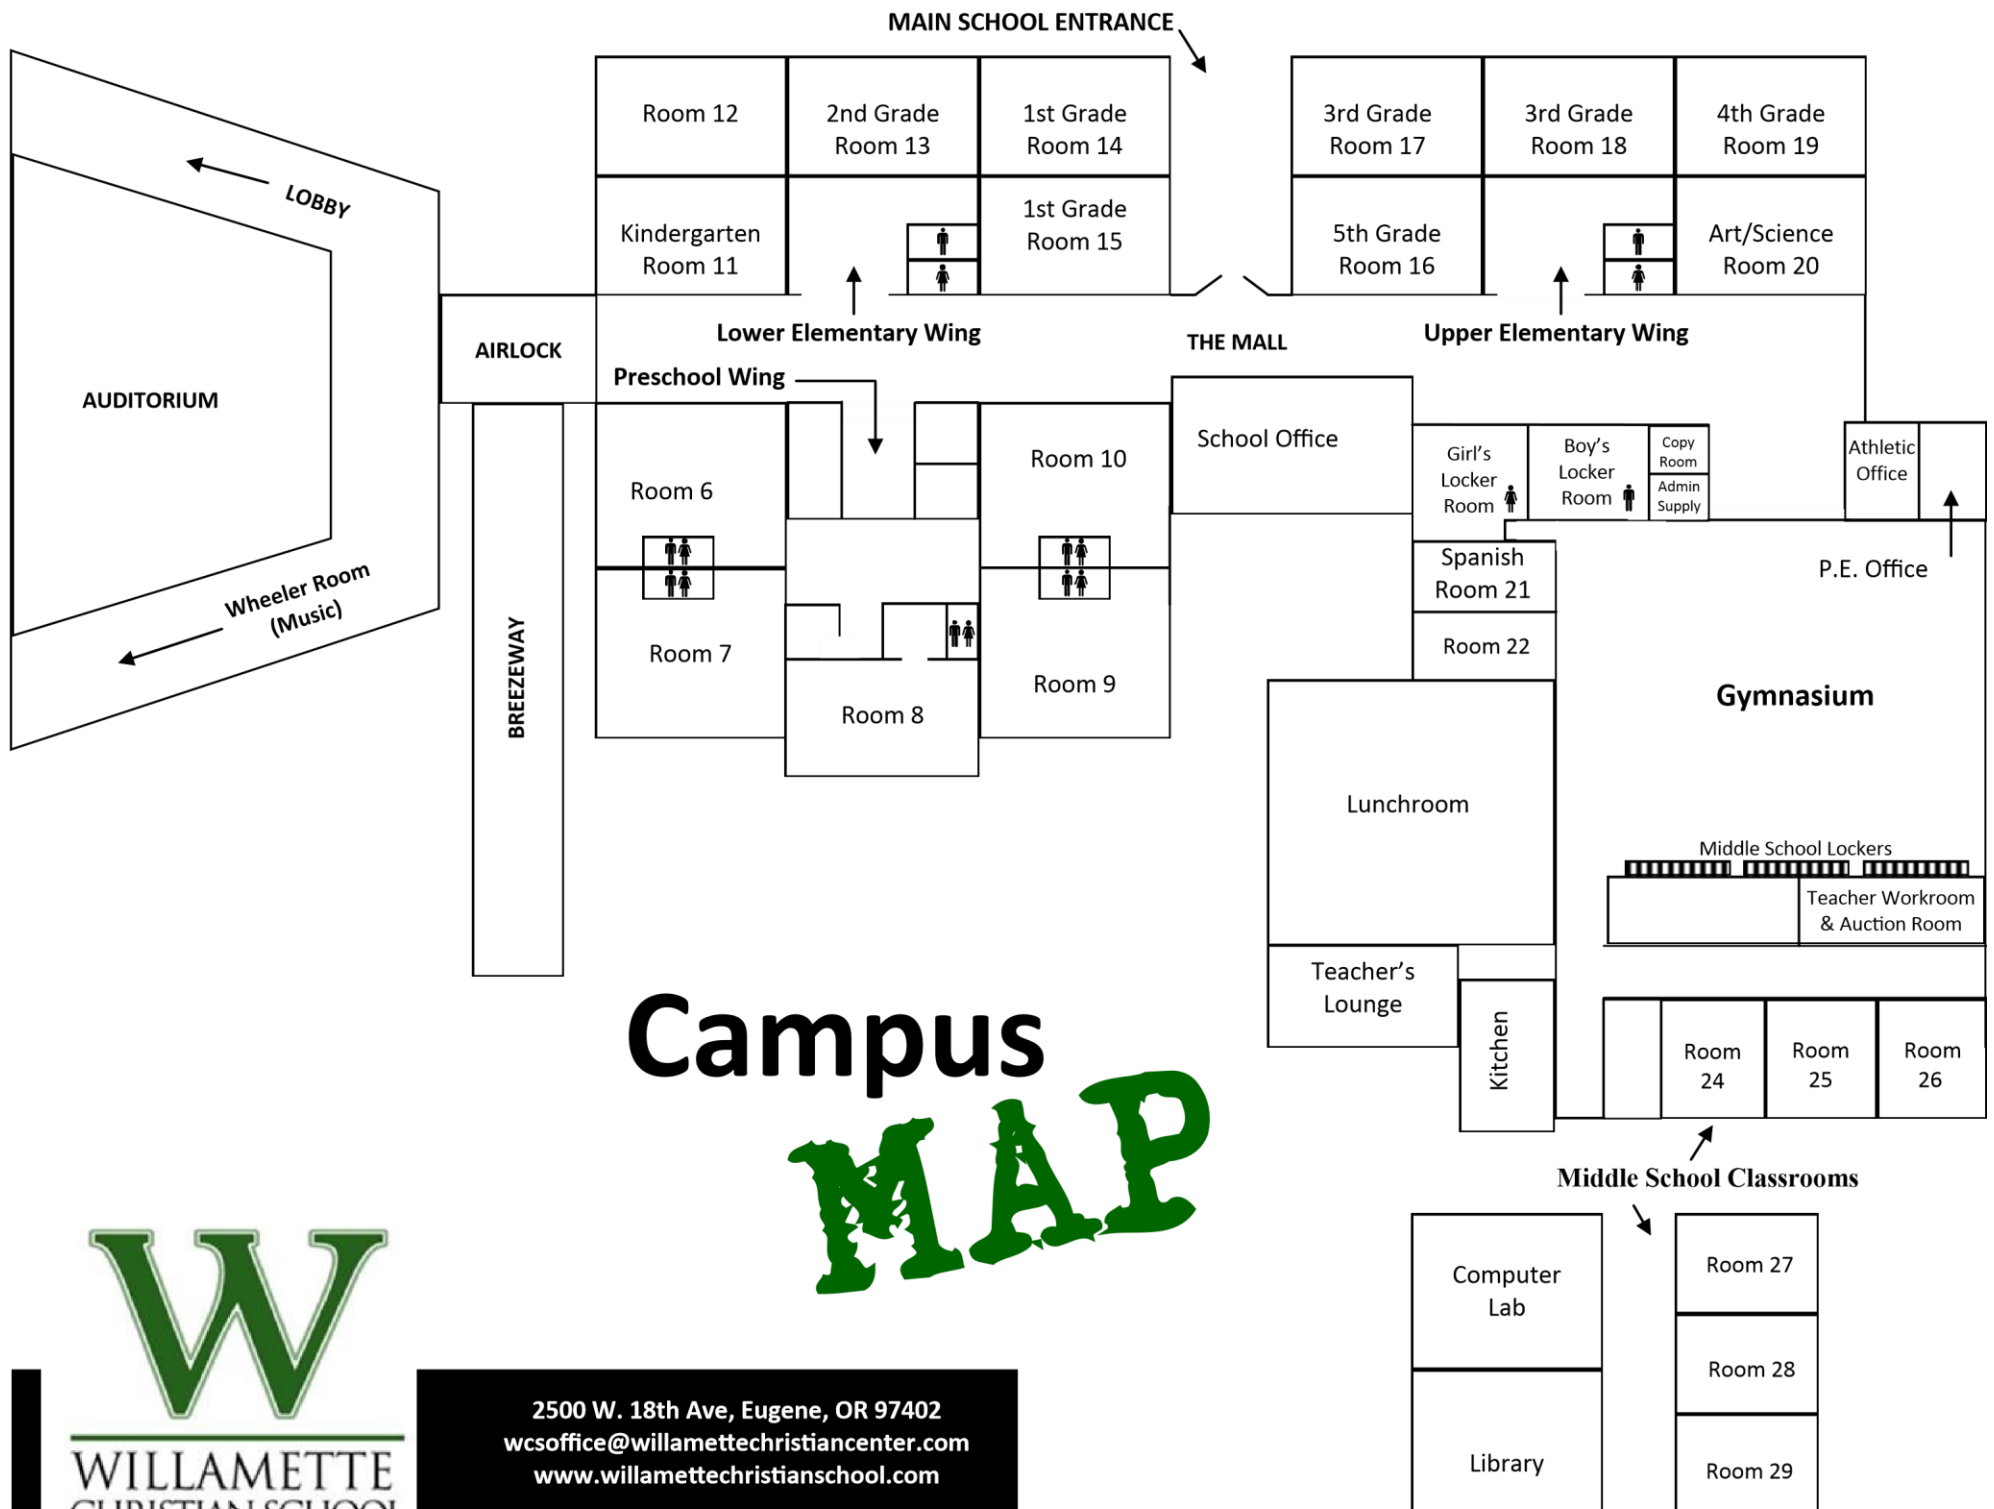 MAIN SCHOOL ENTRANCE
Room 12
2nd Grade
Room 13
1st Grade
Room 14
3rd Grade
Room 17
3rd Grade
Room 18
4th Grade
Room 19
LOBBY
Kindergarten
Room 11
1st Grade
Room 15
5th Grade
Room 16
Art/Science
Room 20
AIRLOCK
Lower Elementary Wing
THE MALL
Upper Elementary Wing
Preschool Wing
AUDITORIUM
School Office
Room 6
Room 10
Girl's
Locker
Room
Boy's
Locker
Room
Copy
Room
Admin
Supply
Athletic
Office
P.E. Office
Wheeler Room
(Music)
BREEZEWAY
Spanish
Room 21
Room 22
Room 7
Room 8
Room 9
Gymnasium
Lunchroom
Middle School Lockers
Teacher Workroom
& Auction Room
Teacher's
Lounge
Kitchen
Room
24
Room
25
Room
26
Campus
MAP
Middle School Classrooms
Computer
Lab
Room 27
Room 28
Library
Room 29
W
WILLAMETTE
CHRISTIAN SCHOOL
2500 W. 18th Ave, Eugene, OR 97402
wcsoffice@willamettechristiancenter.com
www.willamettechristianschool.com